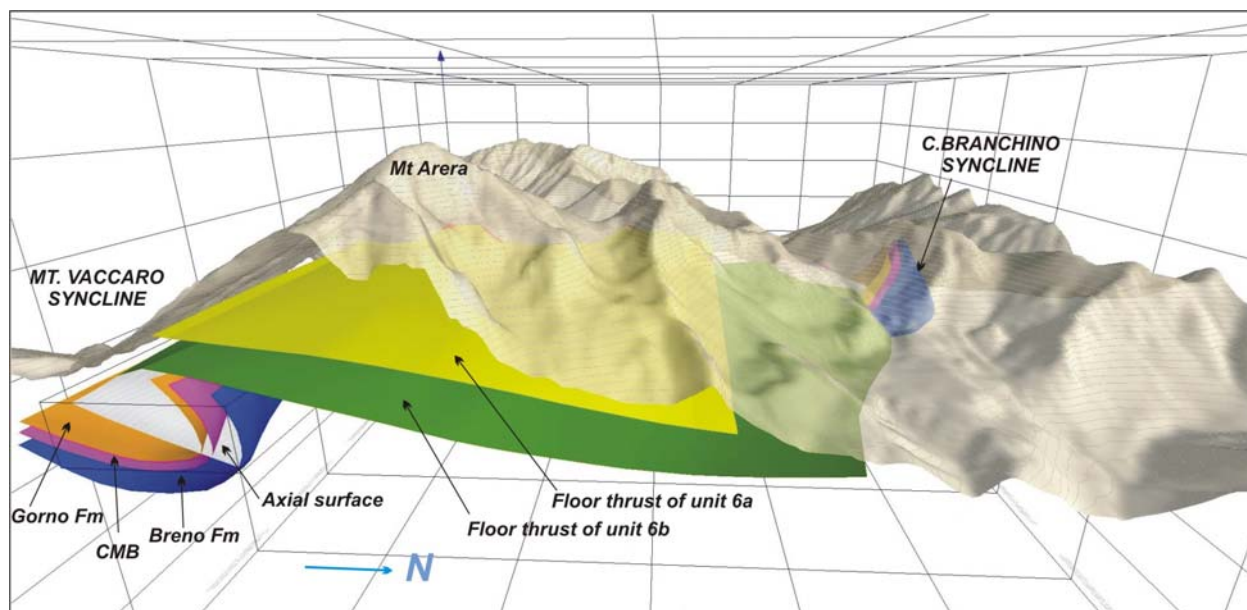 Mt Arera
C.BRANCHINO
SYNCLINE
MT. VACCARO
SYNCLINE
Gorno Fm
CMB
Breno Fm
Axial surface
Floor thrust of unit 6a
Floor thrust of unit 6b
N